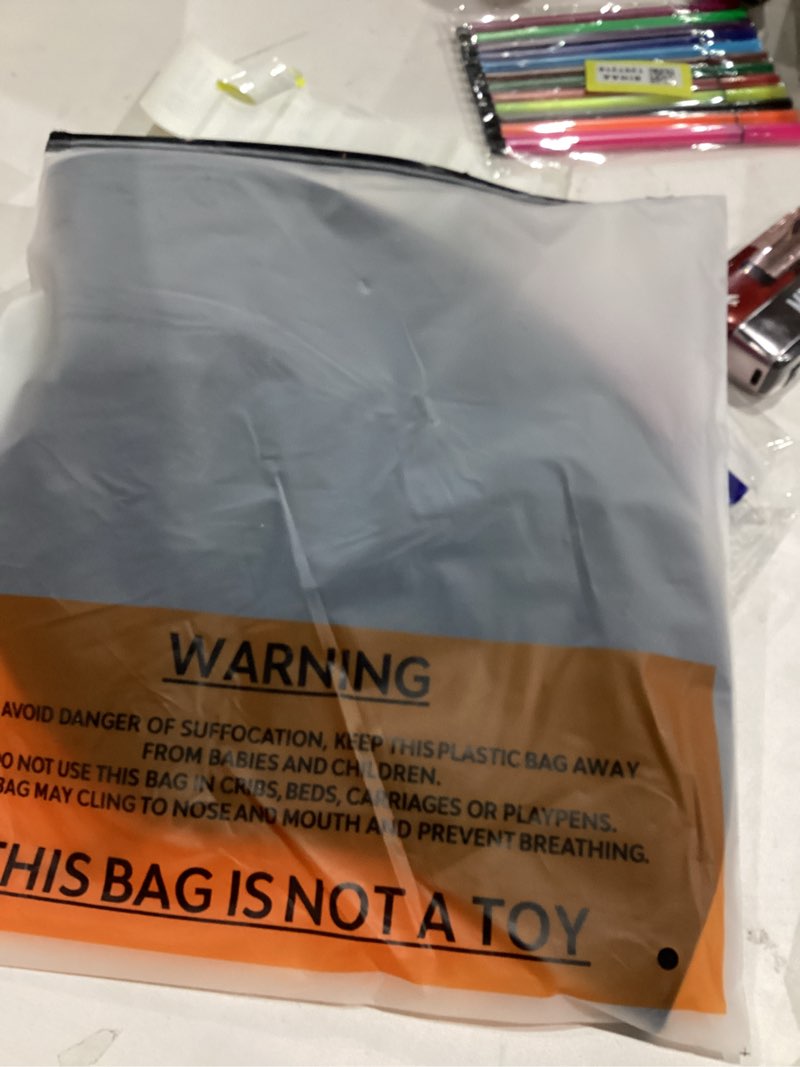 WARNING
AVOID DANGER OF SUFFOCATION, KEEP THIS PLASTIC BAG AWAY
FROM BABIES AND CHILDREN.
DO NOT USE THIS BAG IN CRIBS, BEDS, CARRIAGES OR PLAYPENS.
BAG MAY CLING TO NOSE AND MOUTH AND PREVENT BREATHING.
THIS BAG IS NOT A TOY